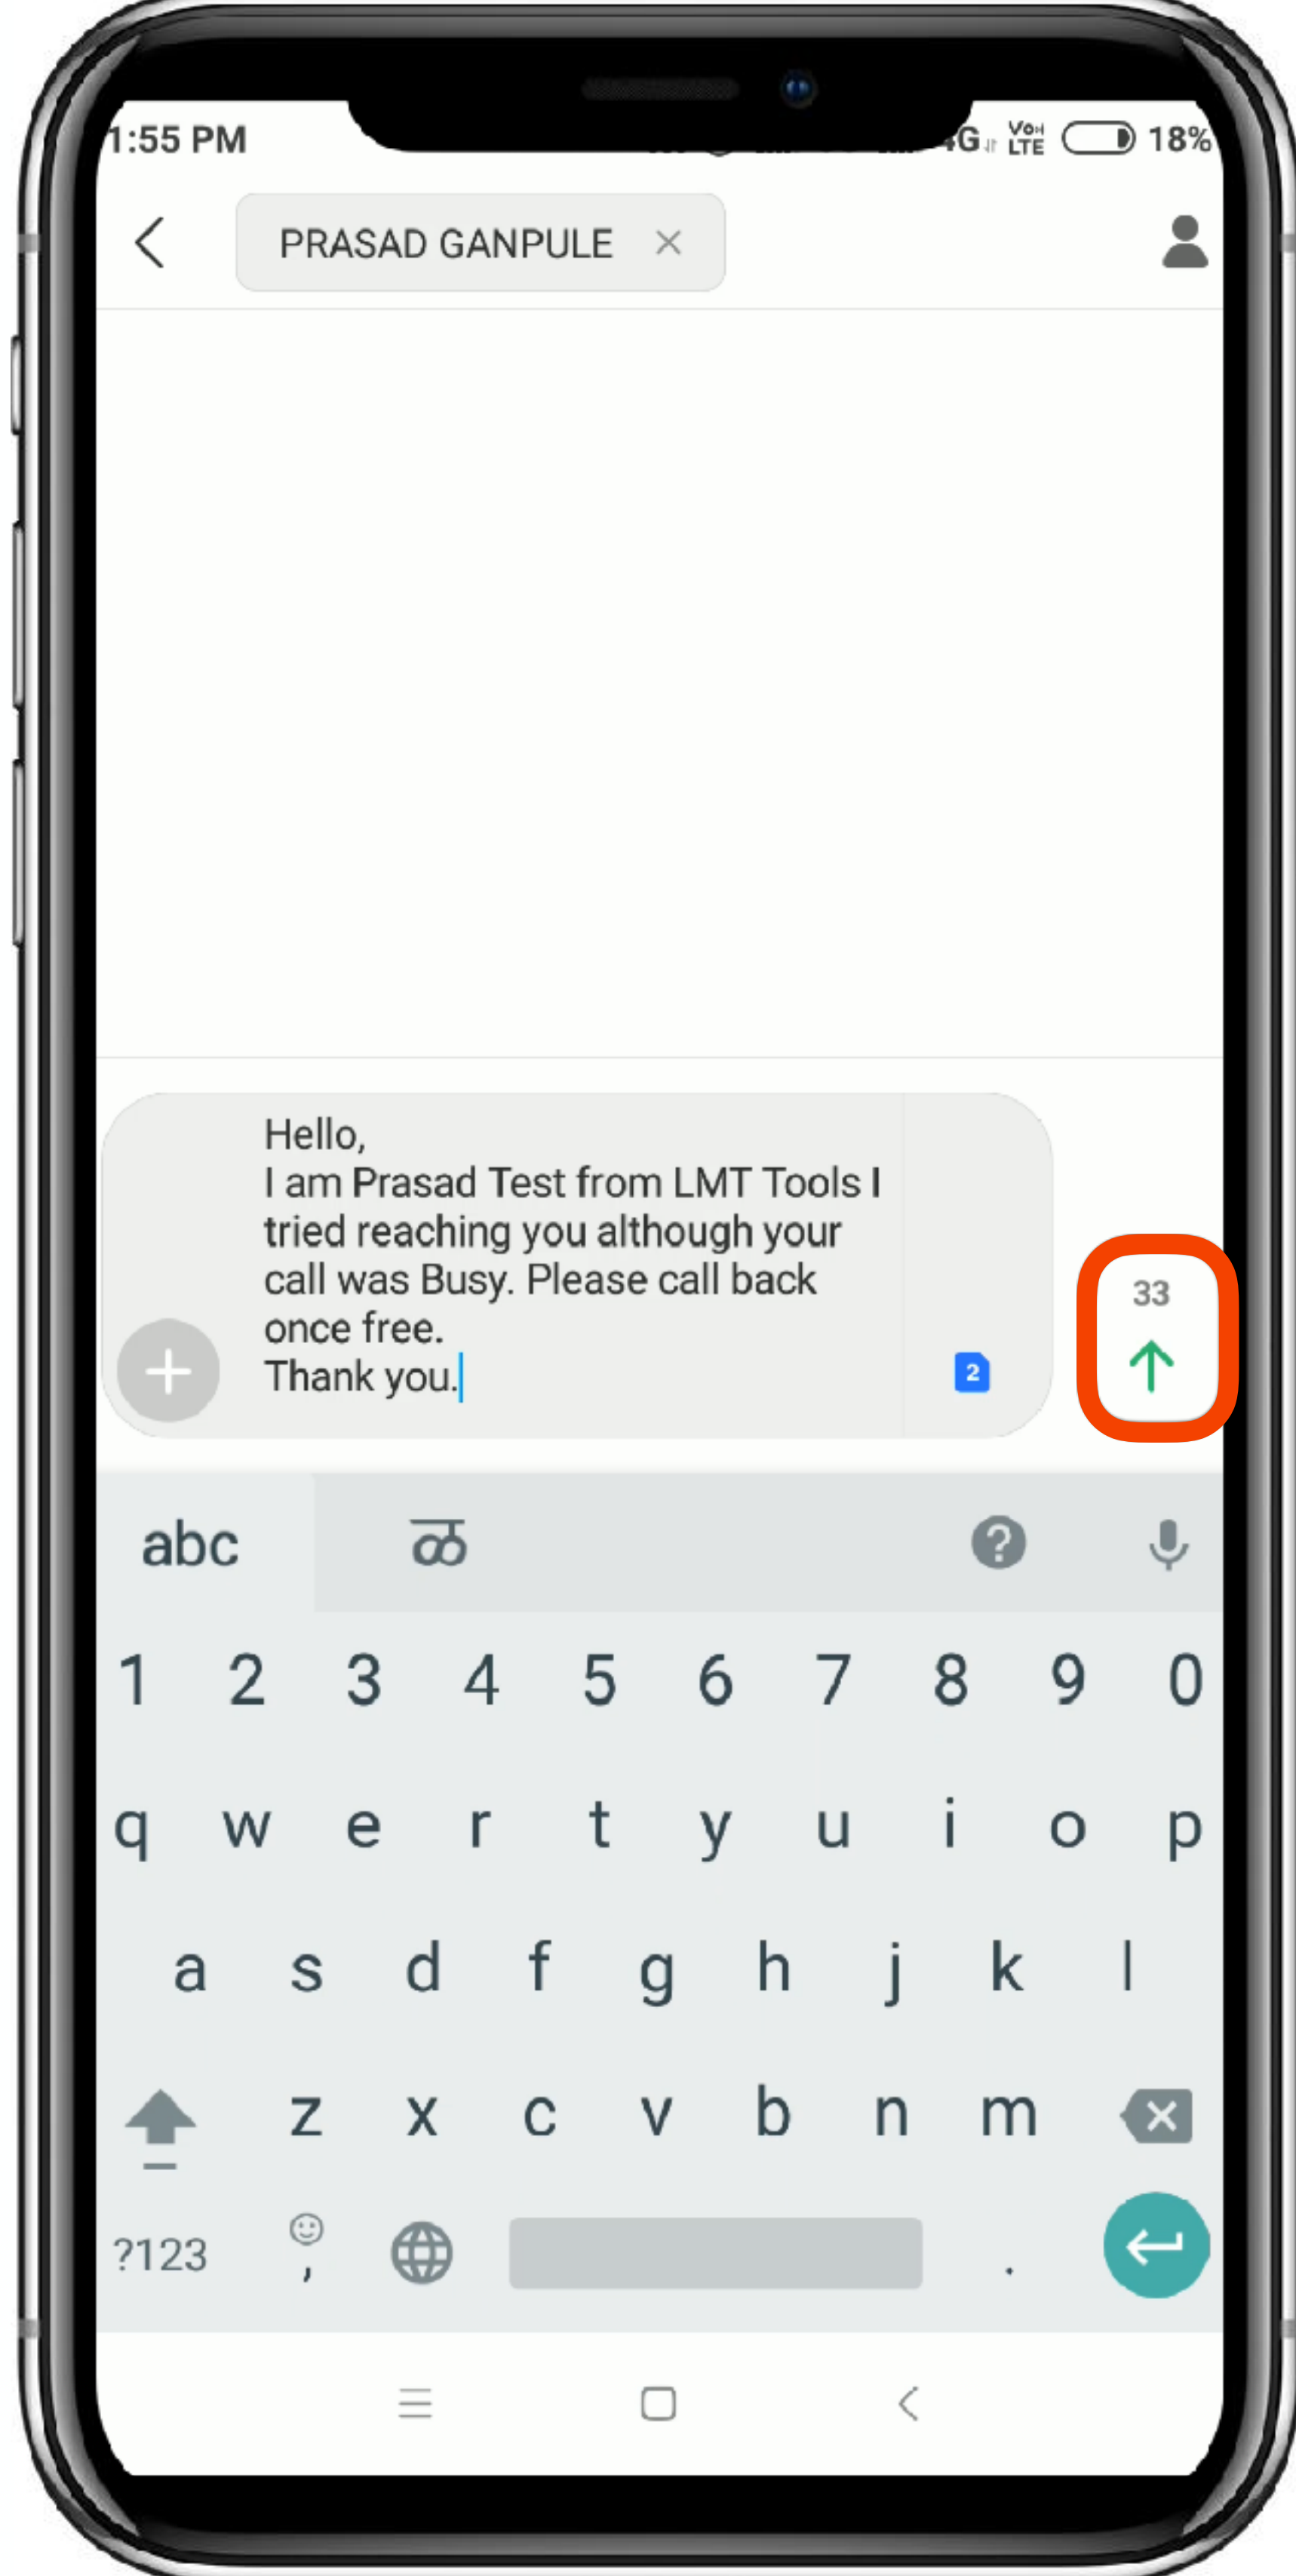 1:55 PM
4G VoLTE 18%
PRASAD GANPULE
Hello,
I am Prasad Test from LMT Tools I
tried reaching you although your
call was Busy. Please call back
once free.
Thank you.
2
33
abc
1 2 3 4 5 6 7 8 9 0
q w e r t y u i o p
a s d f g h j k l
z x c v b n m
?123 , .